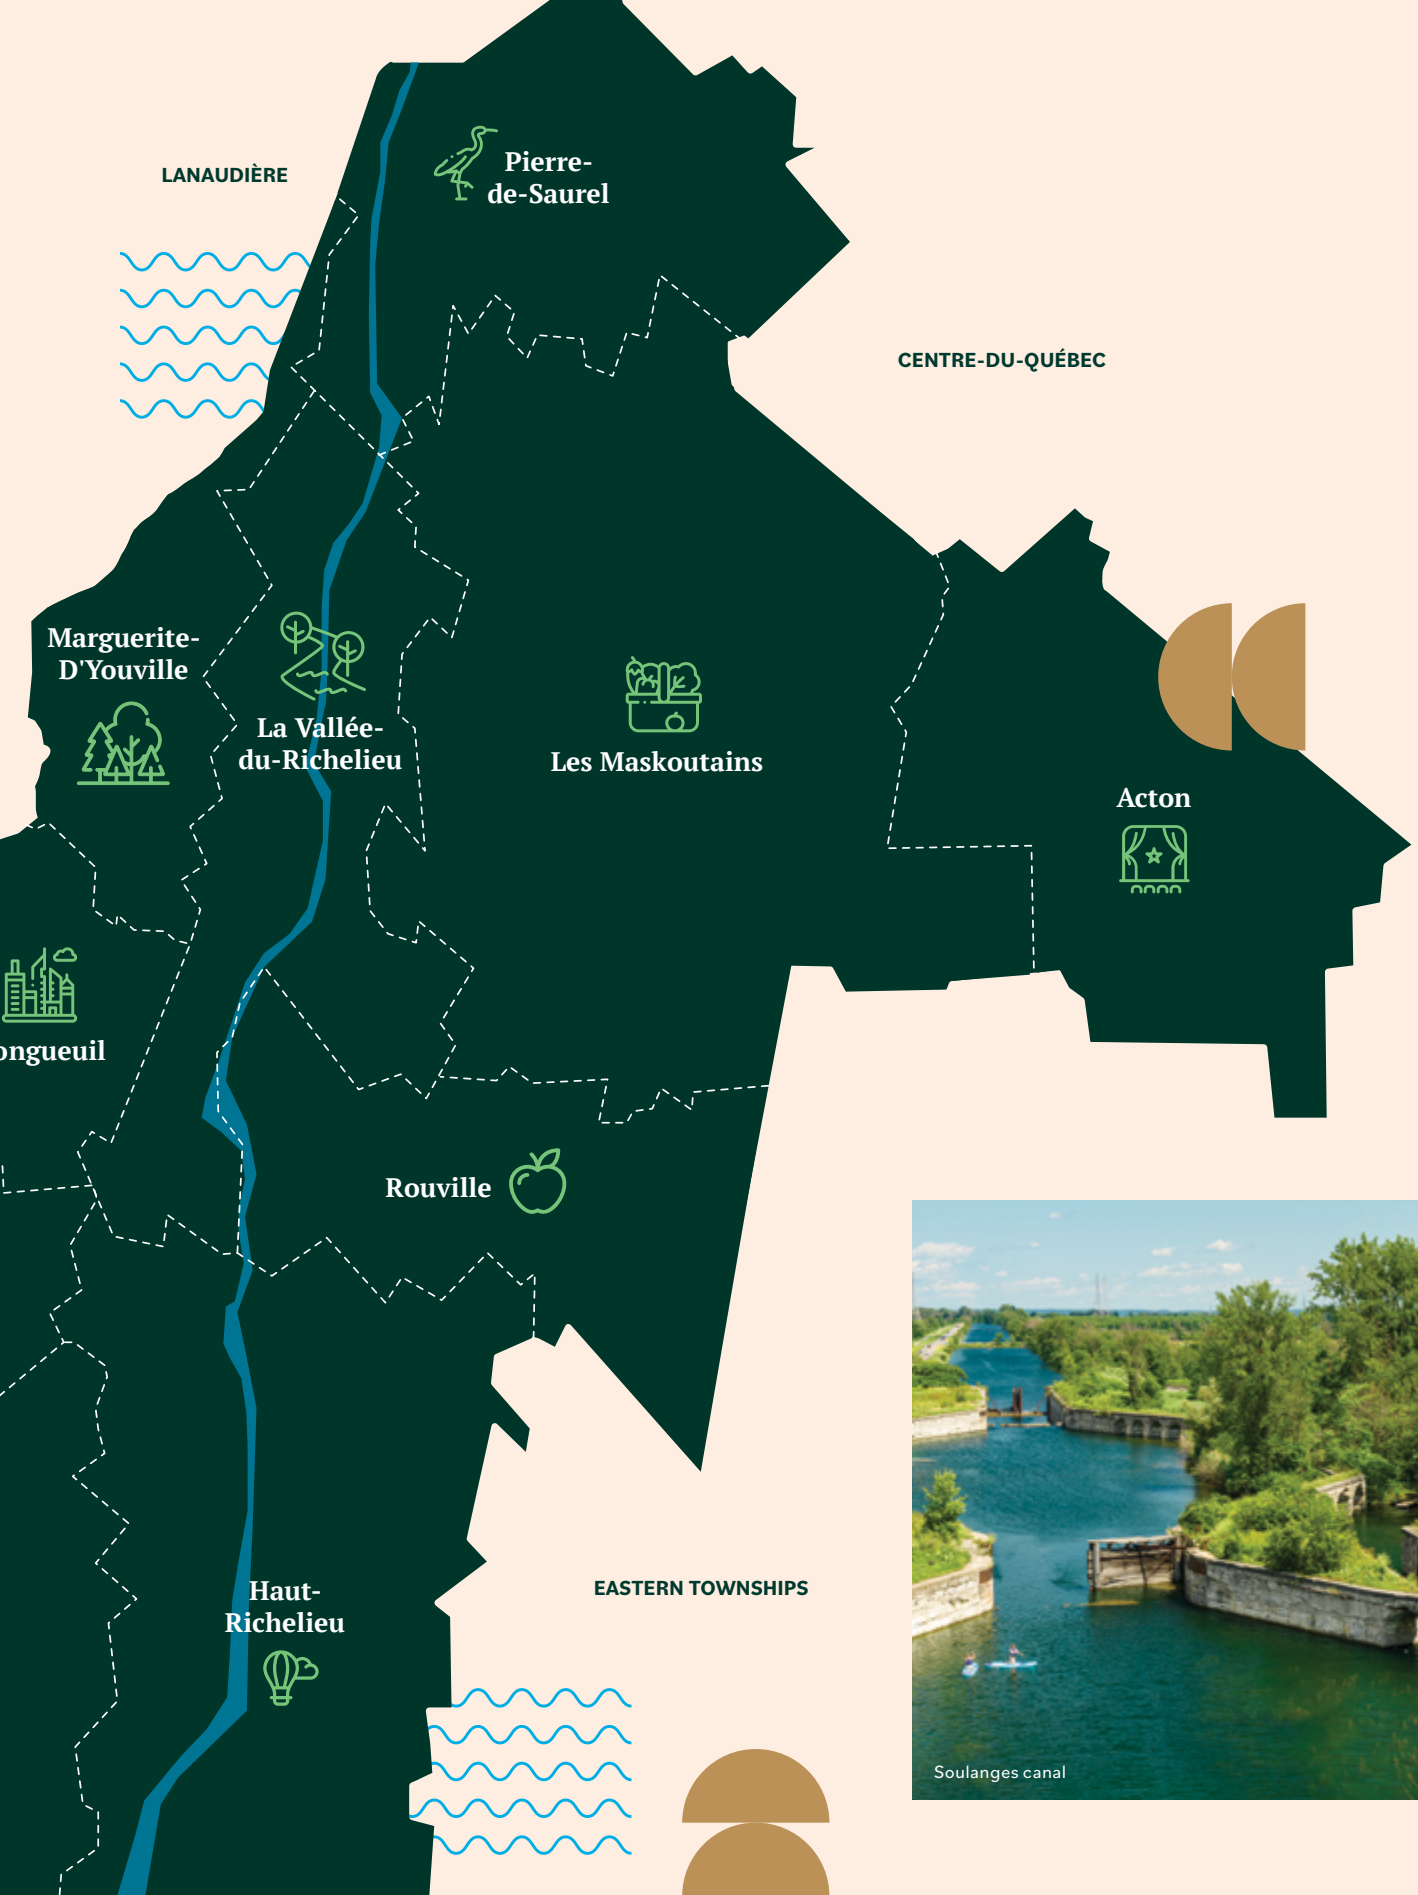 Pierre-
de-Saurel
LANAUDIÈRE
CENTRE-DU-QUÉBEC
Marguerite-
D'Youville
La Vallée-
du-Richelieu
Les Maskoutains
Acton
ongueuil
Rouville
Haut-
Richelieu
EASTERN TOWNSHIPS
Soulanges canal